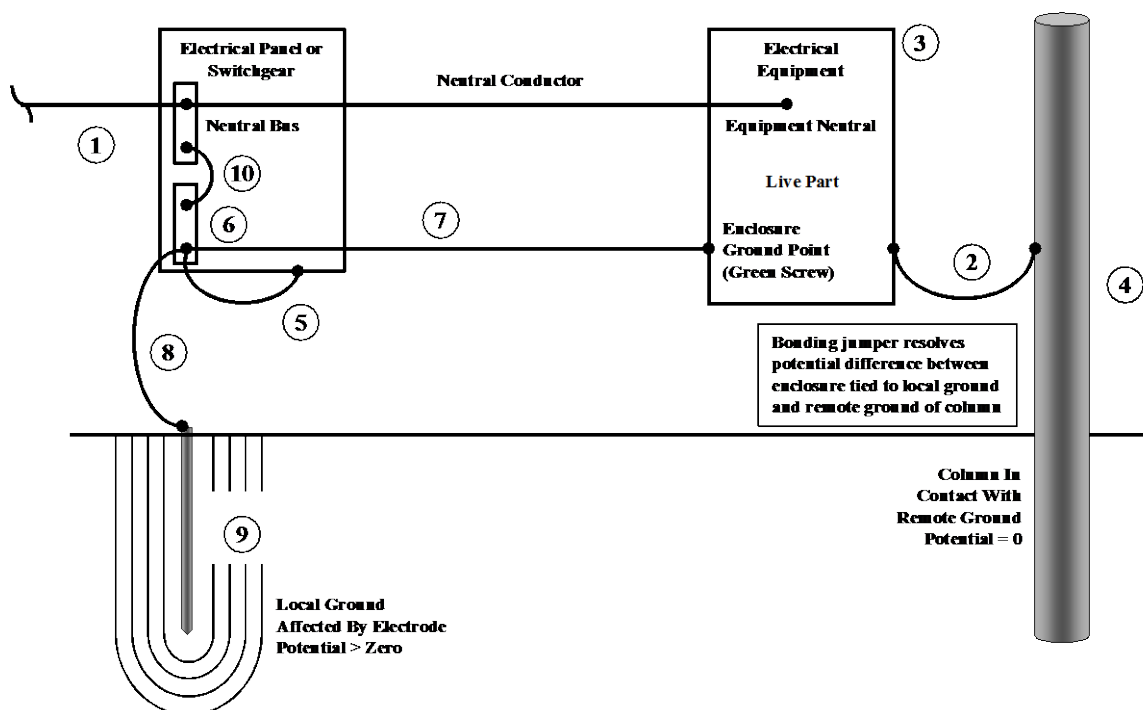 Electrical Panel or
Switchgear
Electrical
Equipment
3
Neutral Conductor
Neutral Bus
Equipment Neutral
1
10
Live Part
6
7
Enclosure
Ground Point
(Green Screw)
2
4
5
8
Bonding jumper resolves
potential difference between
enclosure tied to local ground
and remote ground of column
Column In
Contact With
Remote Ground
Potential = 0
9
Local Ground
Affected By Electrode
Potential > Zero